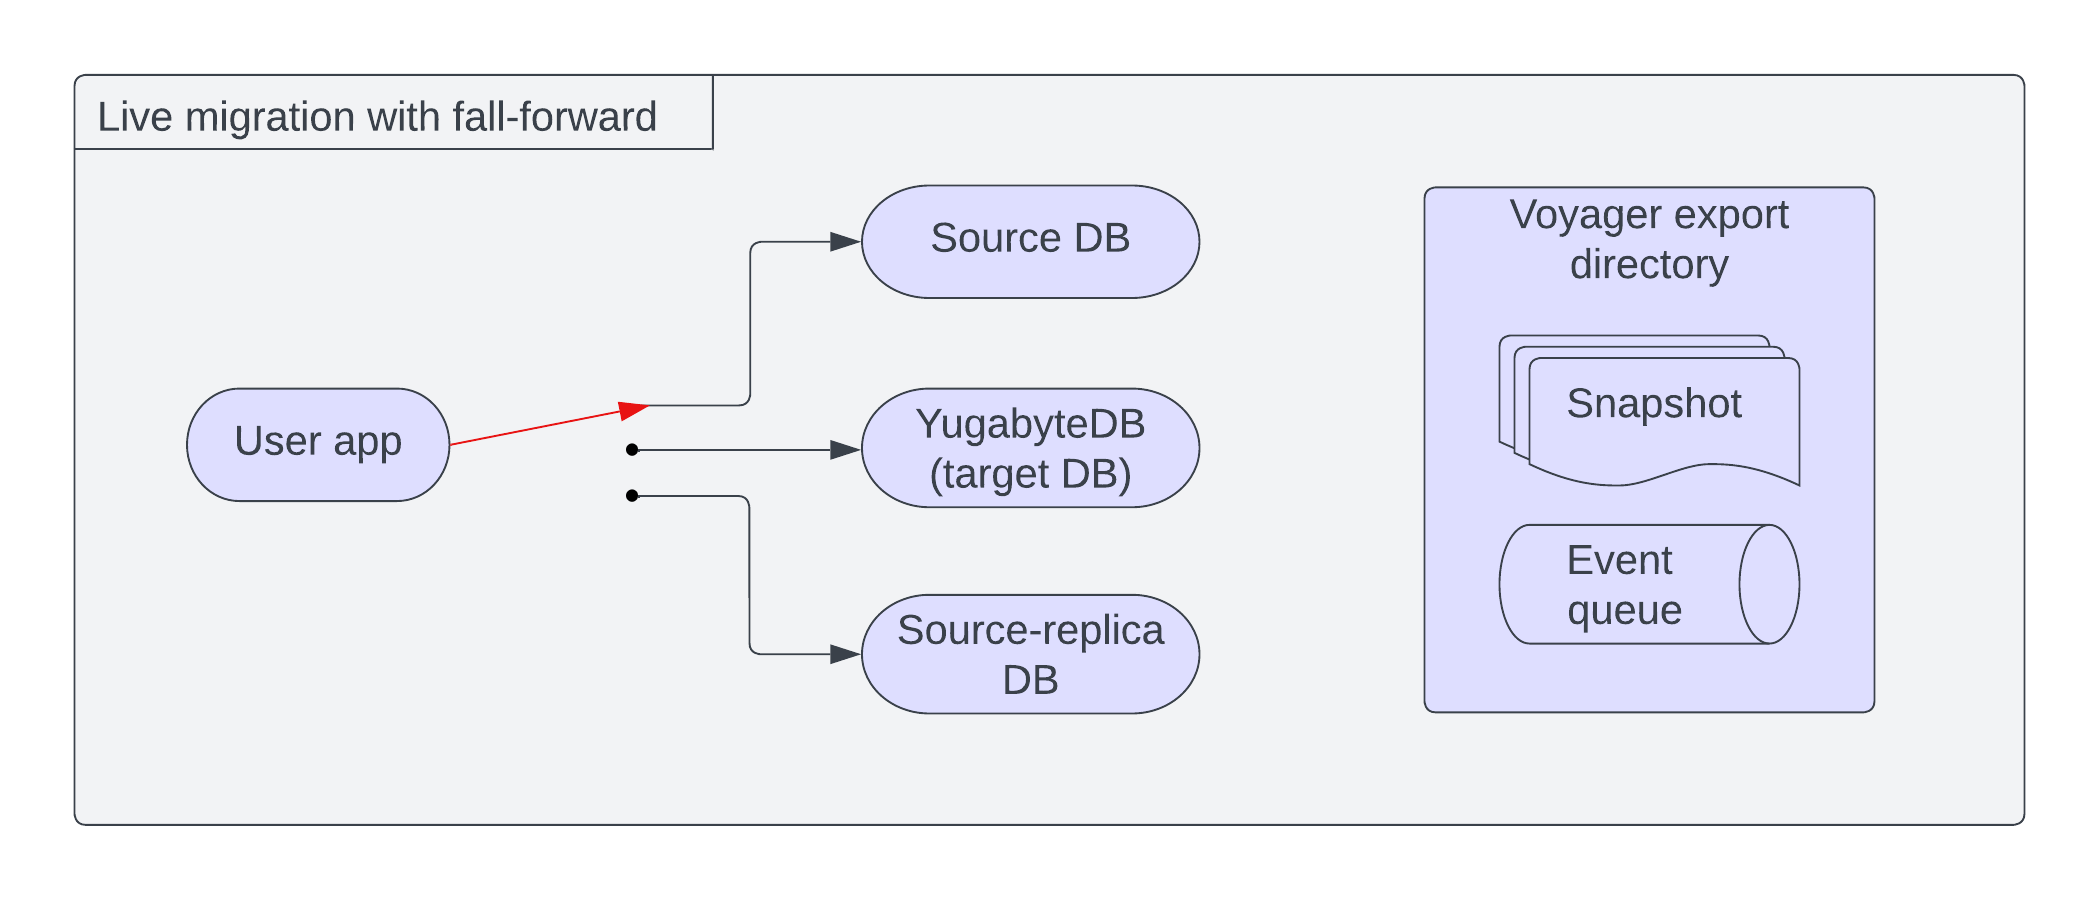 Live migration with fall-forward
User app
Source DB
YugabyteDB
(target DB)
Source-replica
DB
Voyager export
directory
Snapshot
Event
queue